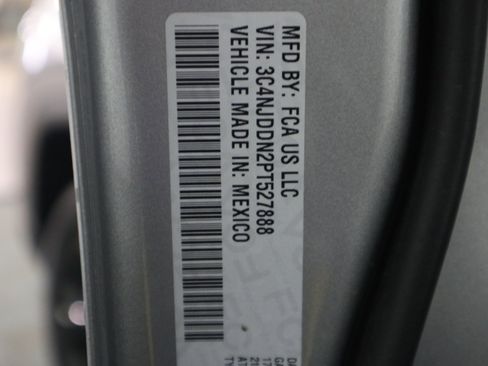 MFD BY: FCA US LLC
VIN: 3C4NJDDN2PT527888
VEHICLE MADE IN: MEXICO